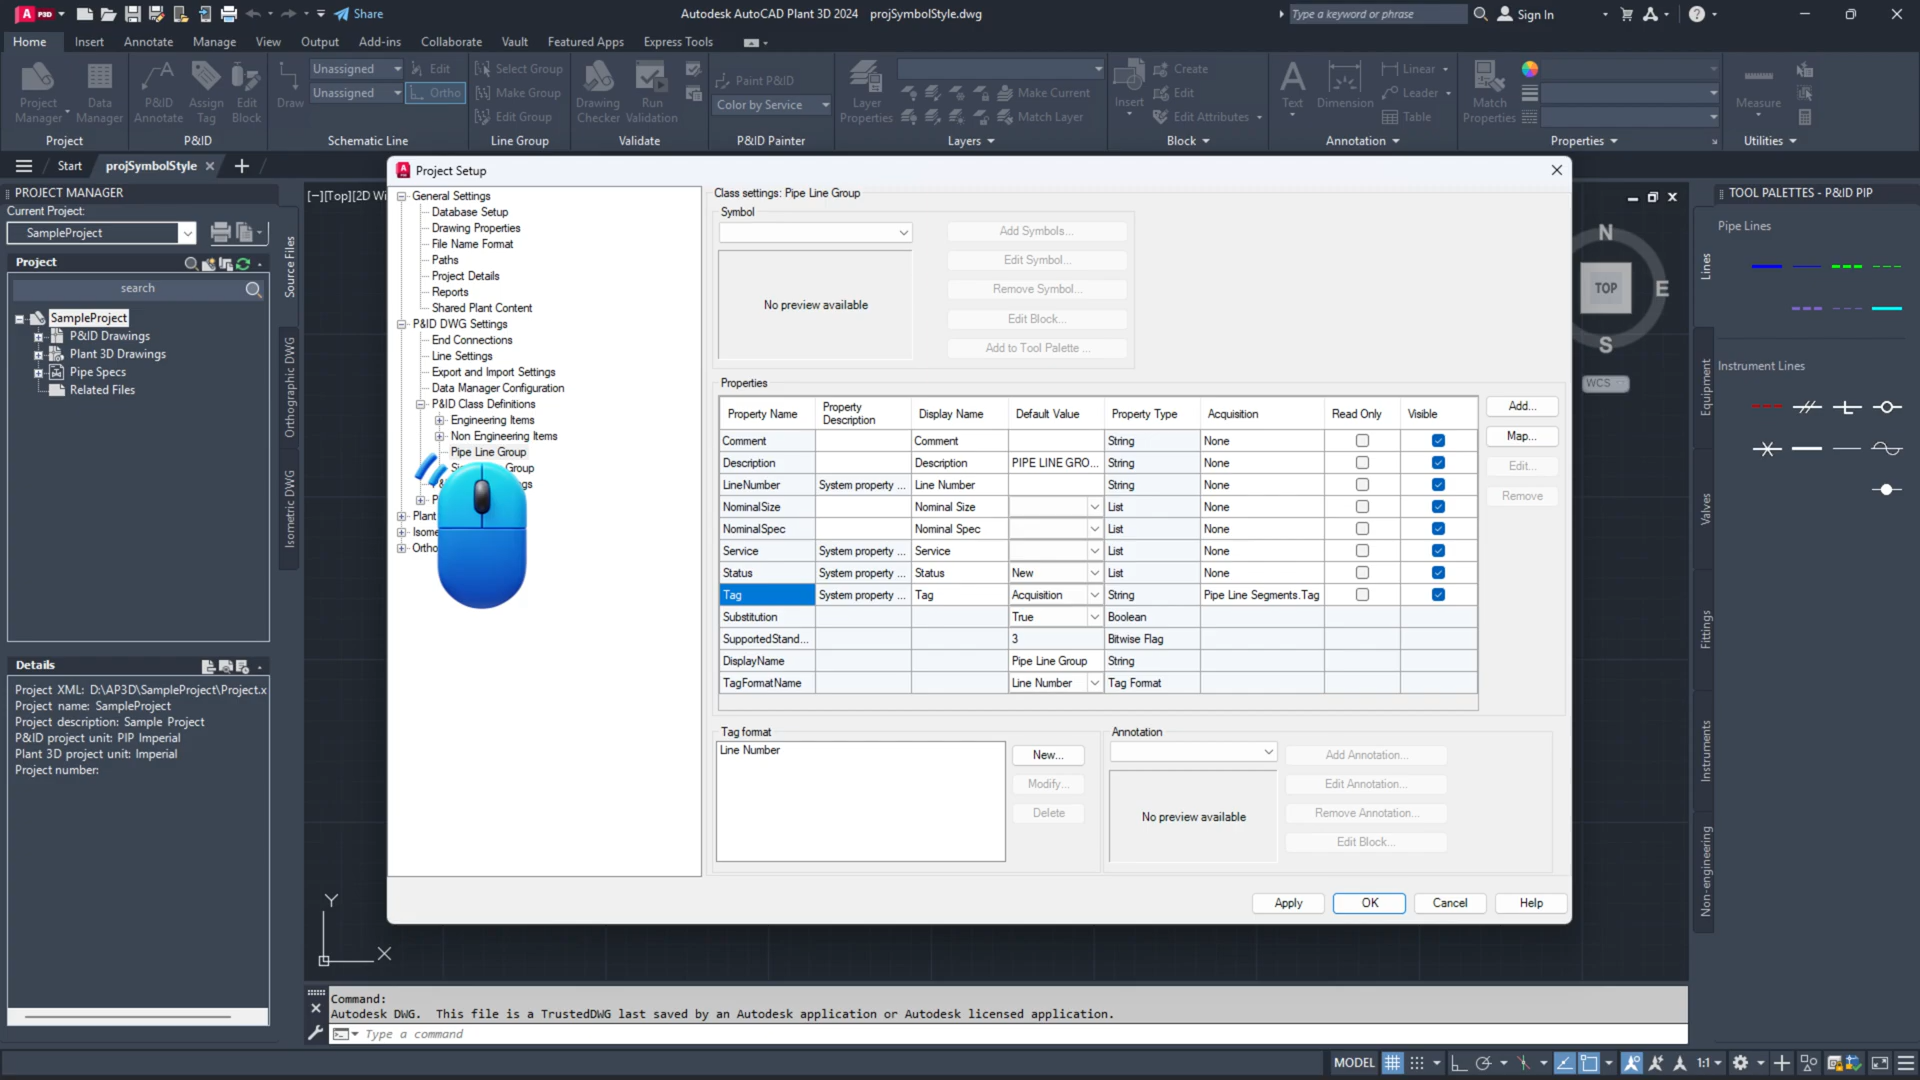 A P3D Share Autodesk AutoCAD Plant 3D 2024 projSymbolStyle.dwg Type a keyword or phrase Sign In
Home Insert Annotate Manage View Output Add-ins Collaborate Vault Featured Apps Express Tools
Project Manager Data Manager P&ID Annotate Assign Tag Edit Block Draw Unassigned Unassigned Edit Ortho Select Group Make Group Edit Group Drawing Checker Run Validation Paint P&ID Color by Service Layer Properties Make Current Match Layer Insert Create Edit Edit Attributes Text Dimension Linear Leader Table Match Properties Measure
Project P&ID Schematic Line Line Group Validate P&ID Painter Layers Block Annotation Properties Utilities
Start projSymbolStyle
PROJECT MANAGER
Current Project:
SampleProject
Project
search
SampleProject
P&ID Drawings
Plant 3D Drawings
Pipe Specs
Related Files
Source Files
Orthographic DWG
Isometric DWG
Details
Project XML: D:\AP3D\SampleProject\Project.x
Project name: SampleProject
Project description: Sample Project
P&ID project unit: PIP Imperial
Plant 3D project unit: Imperial
Project number:
[−][Top][2D Wi
Project Setup
General Settings
Database Setup
Drawing Properties
File Name Format
Paths
Project Details
Reports
Shared Plant Content
P&ID DWG Settings
End Connections
Line Settings
Export and Import Settings
Data Manager Configuration
P&ID Class Definitions
Engineering Items
Non Engineering Items
Pipe Line Group
Group
Plant
Class settings: Pipe Line Group
Symbol
No preview available
Add Symbols...
Edit Symbol...
Remove Symbol...
Edit Block...
Add to Tool Palette ...
Properties
Property Name Property Description Display Name Default Value Property Type Acquisition Read Only Visible
Comment Comment String None
Description Description PIPE LINE GRO... String None
LineNumber System property ... Line Number String None
NominalSize Nominal Size List None
NominalSpec Nominal Spec List None
Service System property ... Service List None
Status System property ... Status New List None
Tag System property ... Tag Acquisition String Pipe Line Segments.Tag
Substitution True Boolean
SupportedStand... 3 Bitwise Flag
DisplayName Pipe Line Group String
TagFormatName Line Number Tag Format
Add...
Map...
Edit...
Remove
Tag format
Line Number
New...
Modify...
Delete
Annotation
No preview available
Add Annotation...
Edit Annotation...
Remove Annotation...
Edit Block...
Apply OK Cancel Help
N
TOP E
S
WCS
TOOL PALETTES - P&ID PIP
Pipe Lines
Instrument Lines
Lines
Equipment
Valves
Fittings
Instruments
Non-engineering
Y
X
Command:
Autodesk DWG. This file is a TrustedDWG last saved by an Autodesk application or Autodesk licensed application.
Type a command
MODEL 1:1